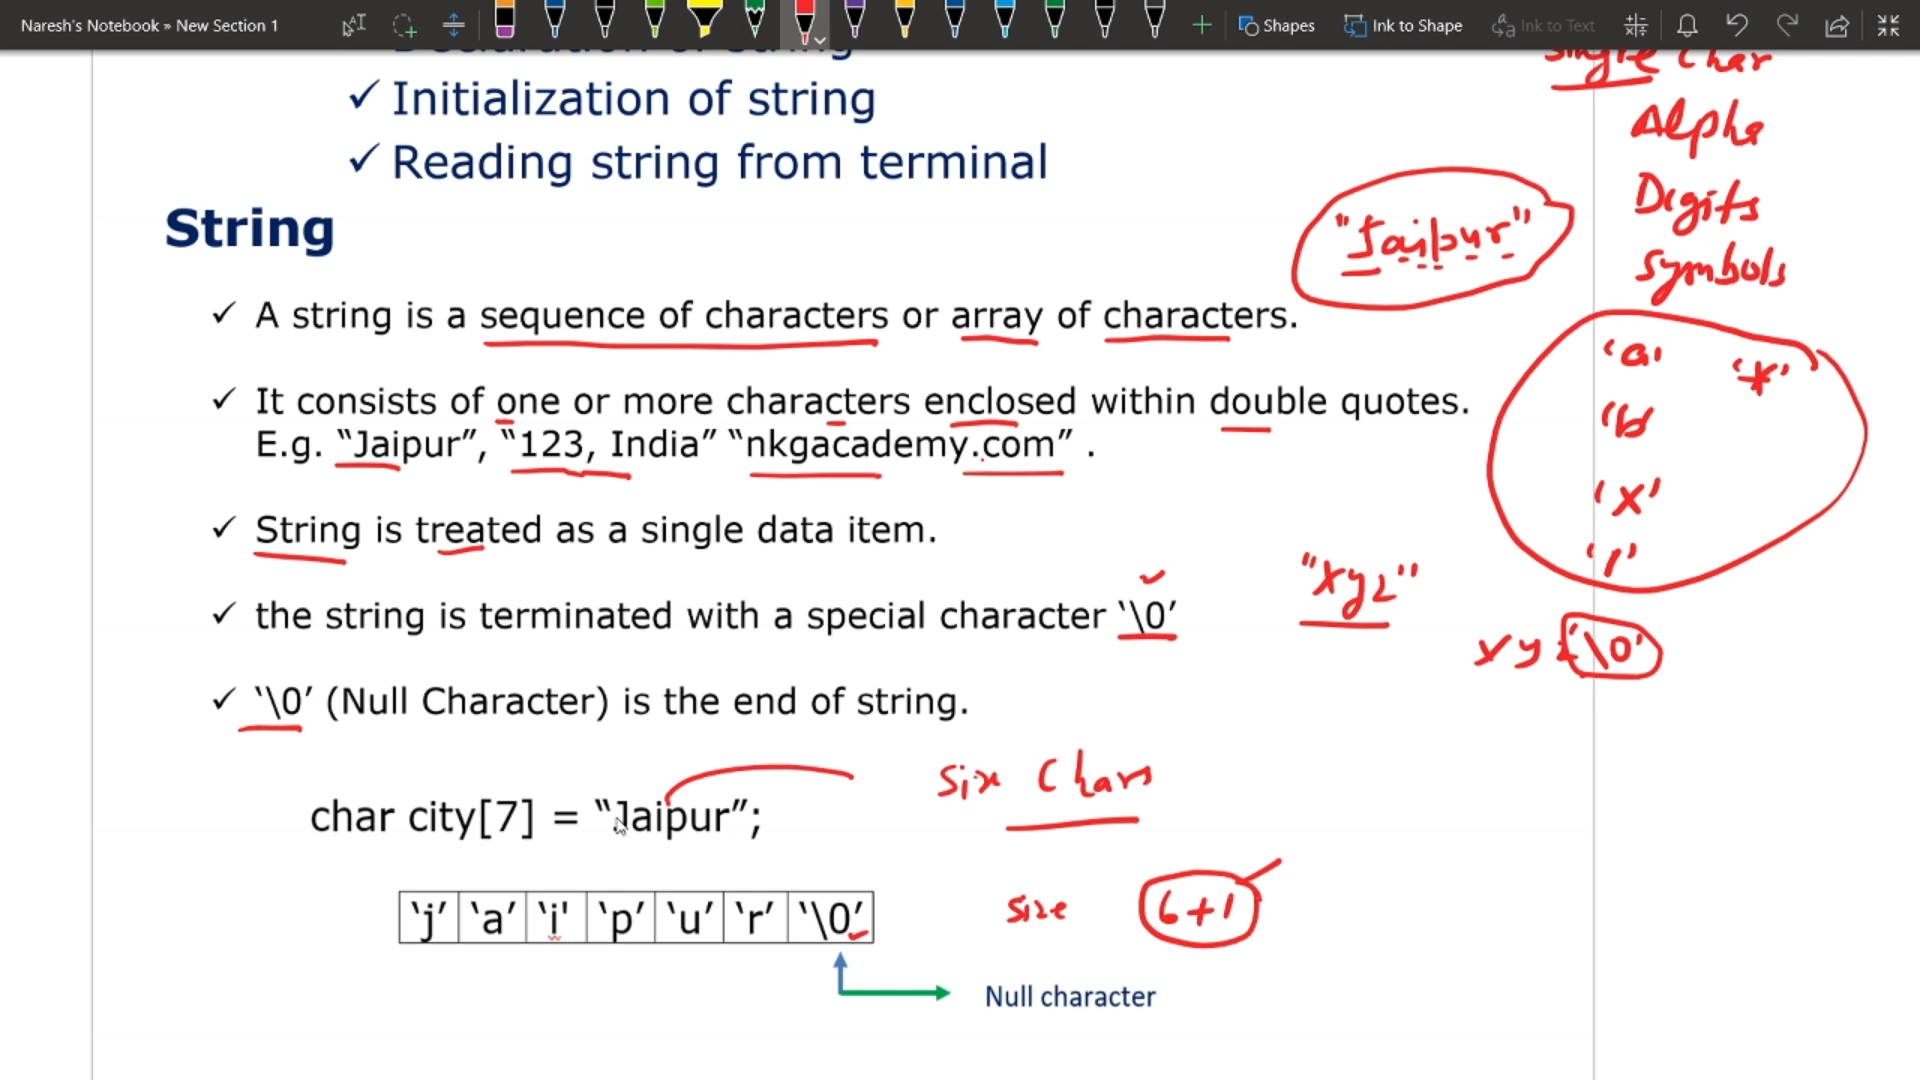 Naresh's Notebook » New Section 1
Shapes
Ink to Shape
Ink to Text
✓ Initialization of string
✓ Reading string from terminal
Single Char
Alpha
Digits
Symbols
String
"Jaipur"
✓ A string is a sequence of characters or array of characters.
✓ It consists of one or more characters enclosed within double quotes.
E.g. “Jaipur”, “123, India” “nkgacademy.com” .
'a' '*'
'b'
'x'
'1'
✓ String is treated as a single data item.
✓ the string is terminated with a special character ‘\0’
"xyz"
xyz '\0'
✓ ‘\0’ (Null Character) is the end of string.
Six Chars
char city[7] = “Jaipur”;
‘j’ ‘a’ ‘i' ‘p’ ‘u’ ‘r’ ‘\0’
Size 6+1
Null character